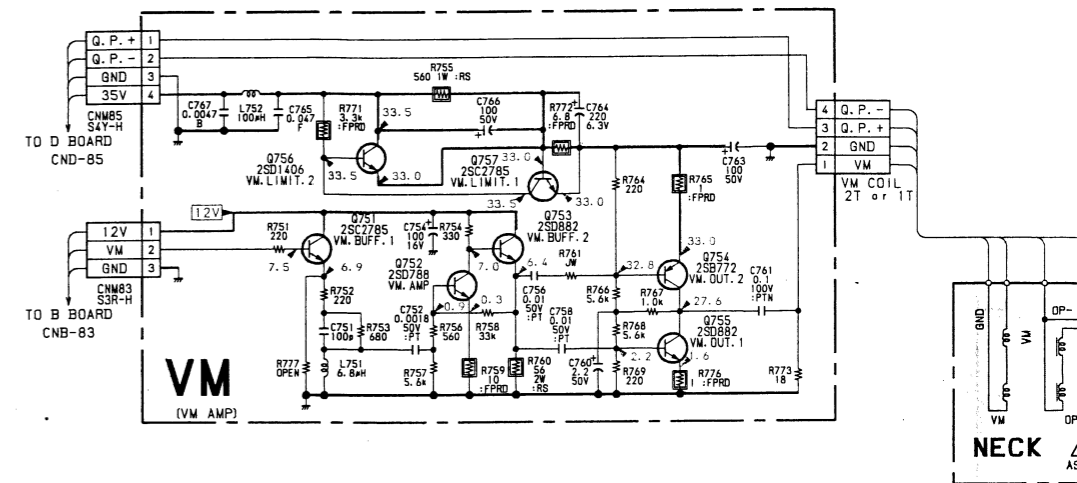 Q.P.+ 1
Q.P.- 2
GND 3
35V 4
CNM85
S4Y-H
TO D BOARD
CND-85
C767
0.0047
B
L752
100μH
C765
0.047
F
R771
3.3k
:FPRD
R755
560 1W :RS
33.5
C766
100
50V
R772
6.8
:FPRD
C764
220
6.3V
Q756
2SD1406
VM.LIMIT.2
33.5
33.0
Q757
2SC2785
VM.LIMIT.1
33.0
33.5
33.0
C763
100
50V
4 Q.P.-
3 Q.P.+
2 GND
1 VM
VM COIL
2T or 1T
R764
220
R765
1
:FPRD
12V
12V 1
VM 2
GND 3
CNM83
S3R-H
TO B BOARD
CNB-83
R751
220
7.5
Q751
2SC2785
VM.BUFF.1
6.9
C754
100
16V
R754
330
Q753
2SD882
VM.BUFF.2
7.0
6.4
Q752
2SD788
VM.AMP
0.9
0.3
R752
220
C751
100p
R753
680
R777
OPEN
L751
6.8μH
C752
0.0018
50V
:PT
R756
560
R757
5.6k
R758
33k
R759
10
:FPRD
R760
56
2W
:RS
C756
0.01
50V
:PT
R761
JW
C758
0.01
50V
:PT
32.8
33.0
Q754
2SB772
VM.OUT.2
R766
5.6k
R767
1.0k
27.6
C761
0.1
100V
:PTN
R768
5.6k
2.2
Q755
2SD882
VM.OUT.1
1.6
C760
2.2
50V
R769
220
R776
1 :FPRD
R773
18
VM
(VM AMP)
GND
VM
OP-
VM
OP
NECK
AS